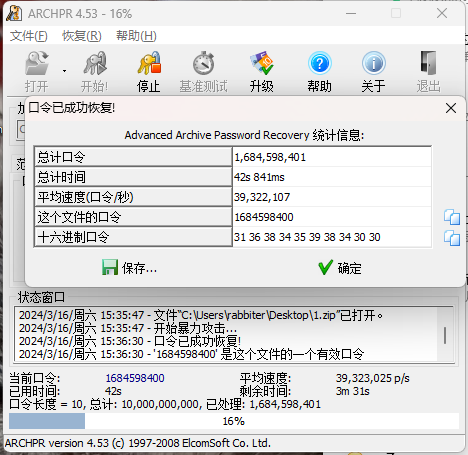 ARCHPR 4.53 - 16%
文件(F) 恢复(R) 帮助(H)
打开 开始! 停止 基准测试 升级 帮助 关于 退出
口令已成功恢复!
Advanced Archive Password Recovery 统计信息:
总计口令 1,684,598,401
总计时间 42s 841ms
平均速度(口令/秒) 39,322,107
这个文件的口令 1684598400
十六进制口令 31 36 38 34 35 39 38 34 30 30
保存... 确定
状态窗口
2024/3/16/周六 15:35:47 - 文件"C:\Users\rabbiter\Desktop\1.zip"已打开。
2024/3/16/周六 15:35:47 - 开始暴力攻击...
2024/3/16/周六 15:36:30 - 口令已成功恢复!
2024/3/16/周六 15:36:30 - '1684598400' 是这个文件的一个有效口令
当前口令: 1684598400 平均速度: 39,323,025 p/s
已用时间: 42s 剩余时间: 3m 31s
口令长度 = 10, 总计: 10,000,000,000, 已处理: 1,684,598,401
16%
ARCHPR version 4.53 (c) 1997-2008 ElcomSoft Co. Ltd.